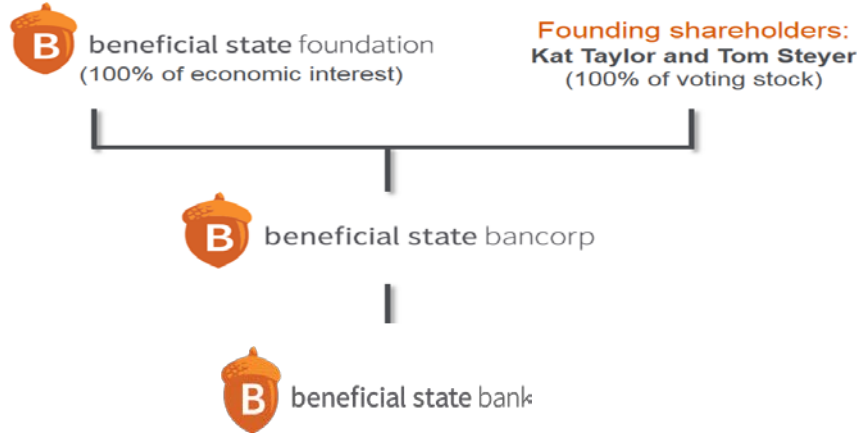 B beneficial state foundation
(100% of economic interest)
Founding shareholders:
Kat Taylor and Tom Steyer
(100% of voting stock)
B beneficial state bancorp
B beneficial state bank